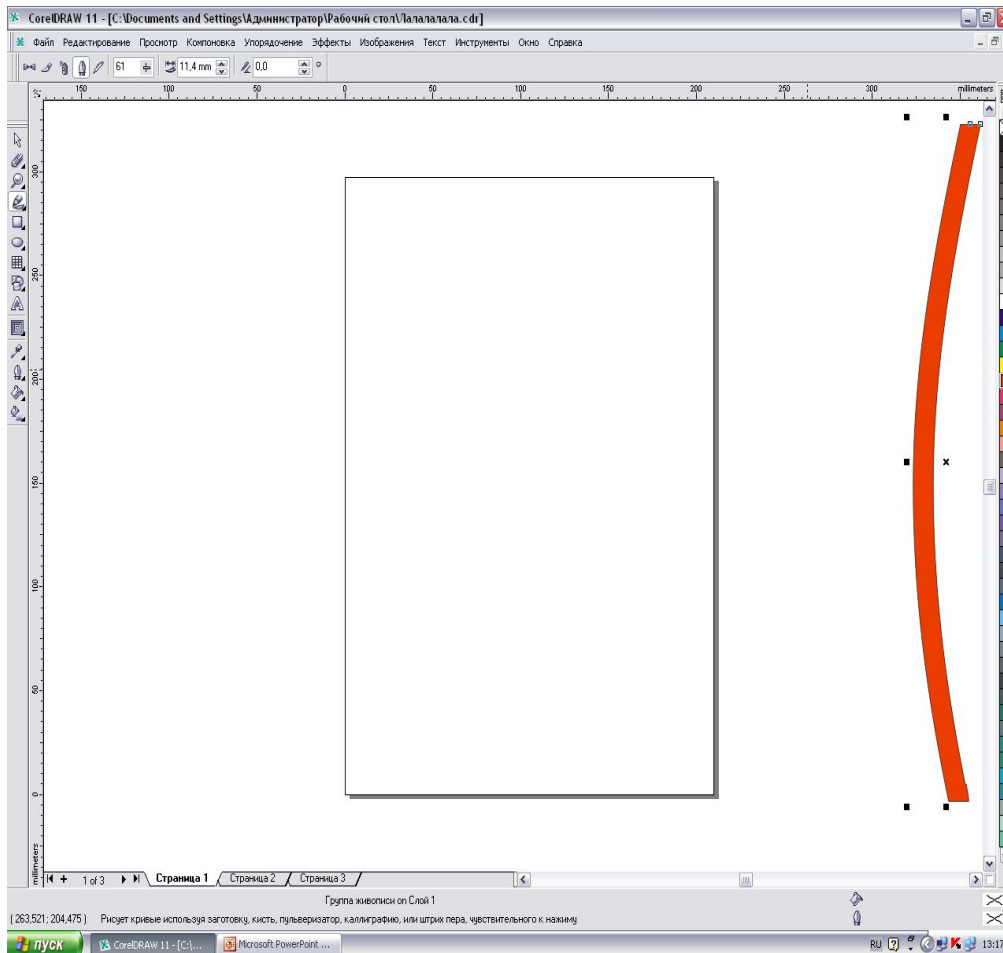 CorelDRAW 11 - [C:\Documents and Settings\Администратор\Рабочий стол\Лалалалала.cdr]
Файл Редактирование Просмотр Компоновка Упорядочение Эффекты Изображения Текст Инструменты Окно Справка
61 11,4 mm 0,0 °
150 100 50 0 50 100 150 200 250 300 millimeters
300
250
200
150
100
50
0
millimeters
1 of 3 Страница 1 Страница 2 Страница 3
Группа живописи on Слой 1
( 263,521; 204,475 ) Рисует кривые используя заготовку, кисть, пульверизатор, каллиграфию, или штрих пера, чувствительного к нажиму
пуск CorelDRAW 11 - [C:\... Microsoft PowerPoint ... RU 13:17